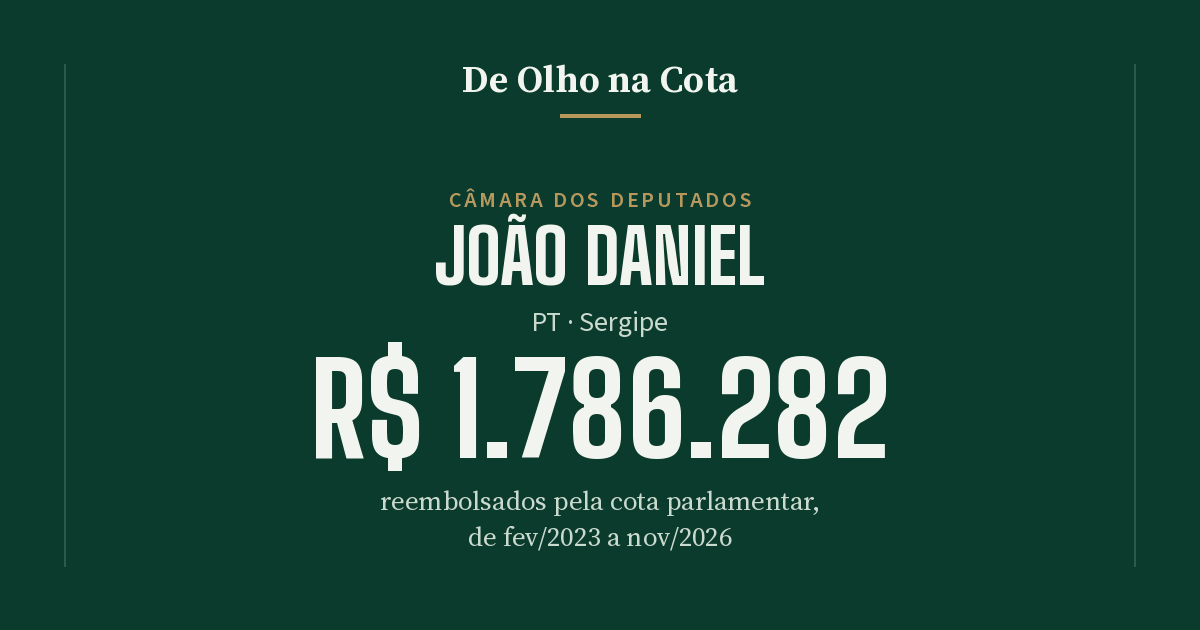 De Olho na Cota
CÂMARA DOS DEPUTADOS
JOÃO DANIEL
PT · Sergipe
R$ 1.786.282
reembolsados pela cota parlamentar,
de fev/2023 a nov/2026